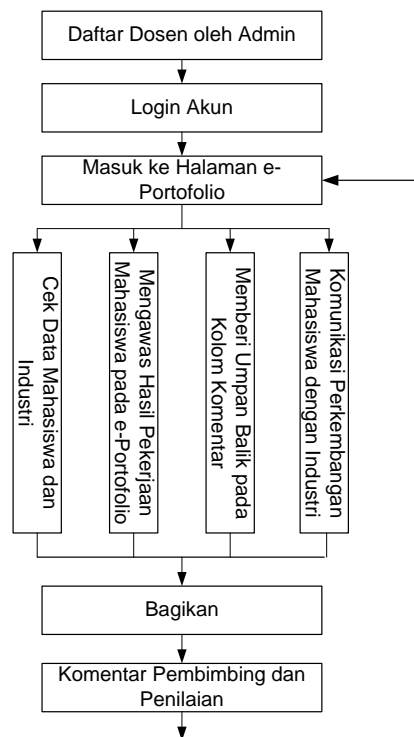 Daftar Dosen oleh Admin
Login Akun
Masuk ke Halaman e-
Portofolio
Cek Data Mahasiswa dan
Industri
Mengawas Hasil Pekerjaan
Mahasiswa pada e-Portofolio
Memberi Umpan Balik pada
Kolom Komentar
Komunikasi Perkembangan
Mahasiswa dengan Industri
Bagikan
Komentar Pembimbing dan
Penilaian